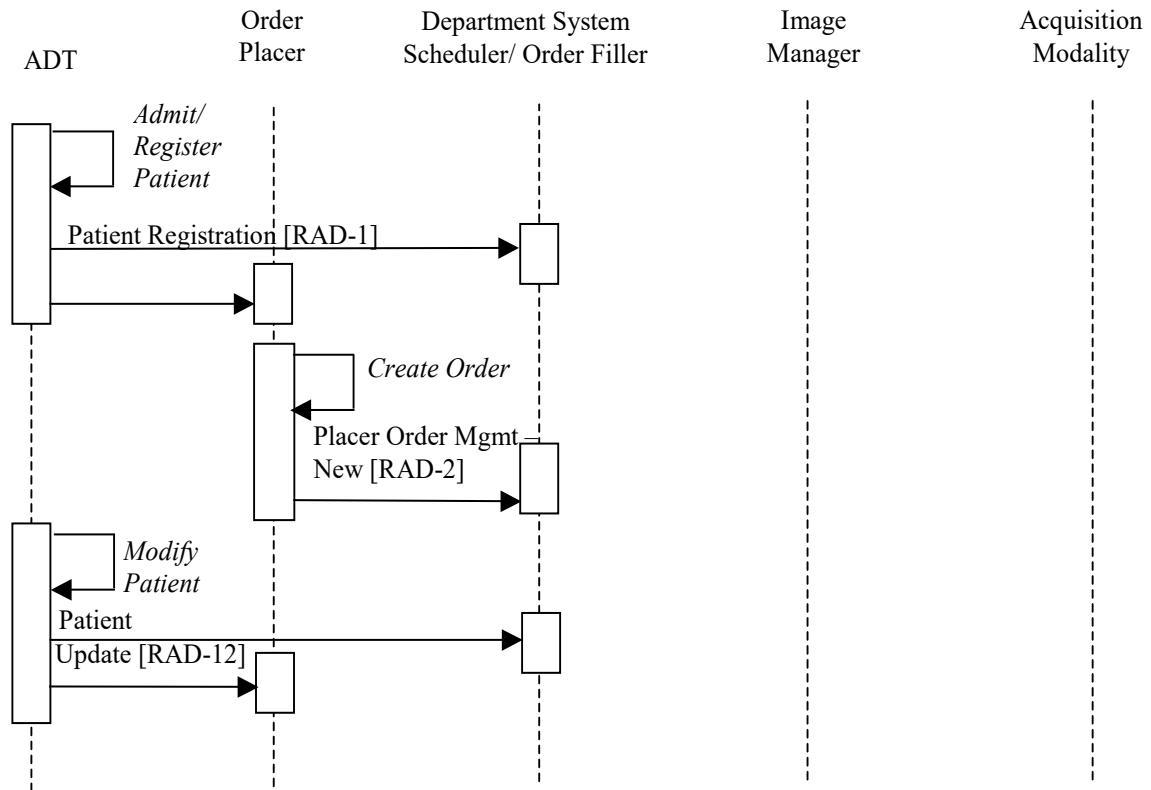 ADT
Order
Placer
Department System
Scheduler/ Order Filler
Image
Manager
Acquisition
Modality
Admit/
Register
Patient
Patient Registration [RAD-1]
Create Order
Placer Order Mgmt –
New [RAD-2]
Modify
Patient
Patient
Update [RAD-12]